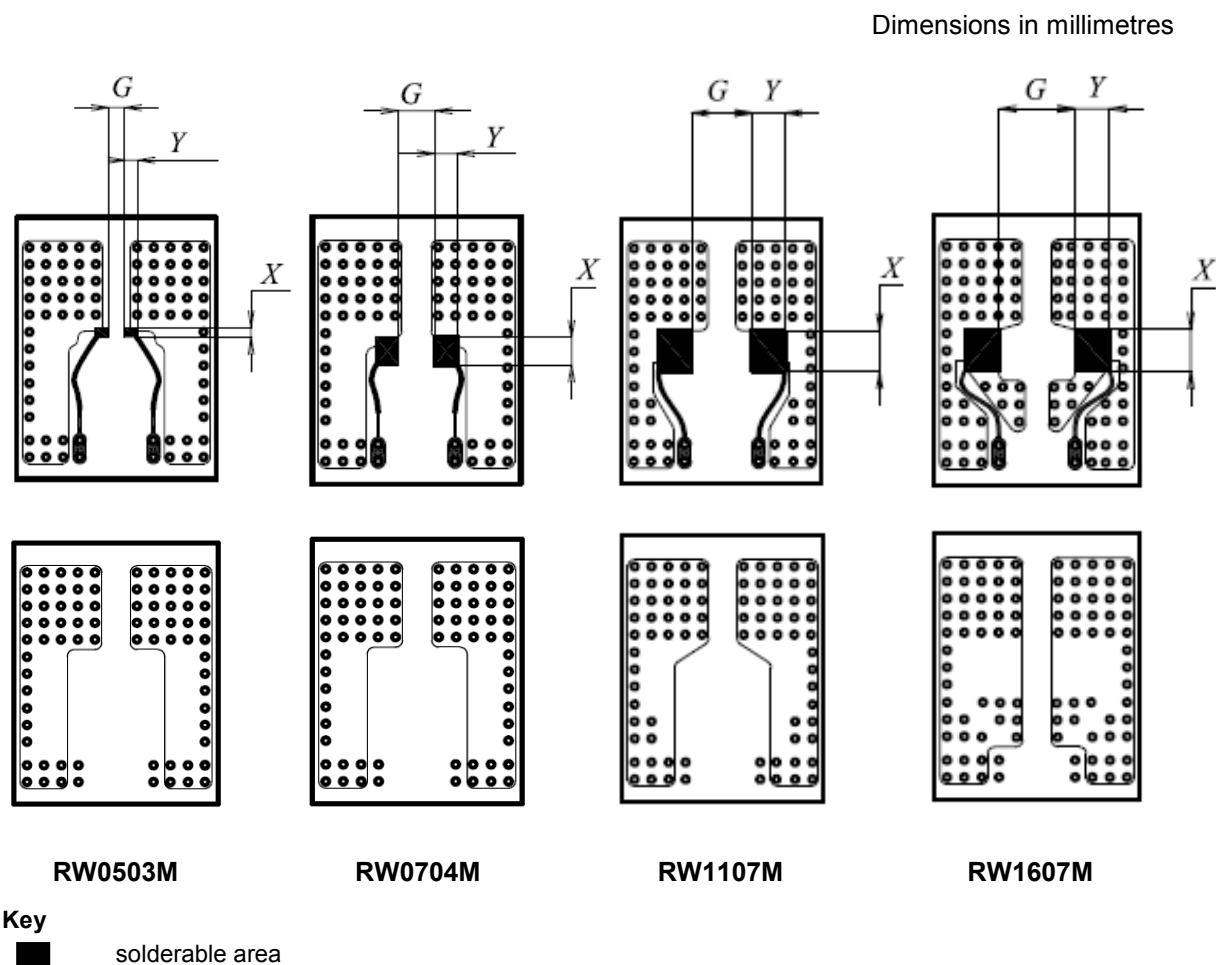 Dimensions in millimetres
G G G Y G Y
Y Y
X X X X
RW0503M RW0704M RW1107M RW1607M
Key
solderable area